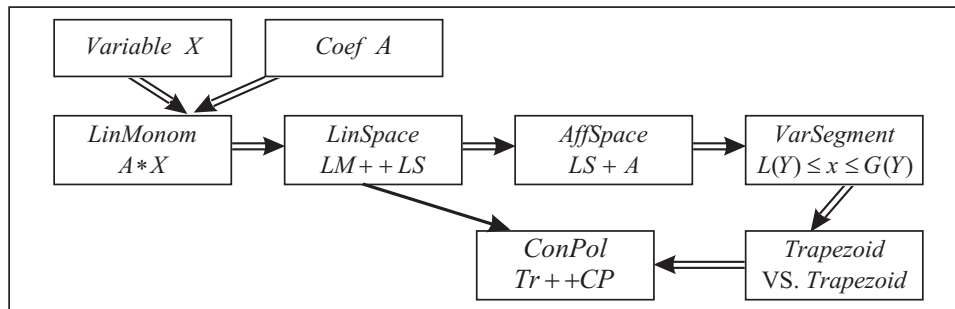 Variable X
Coef A
LinMonom
A∗X
LinSpace
LM++LS
AffSpace
LS+A
VarSegment
L(Y)≤x≤G(Y)
ConPol
Tr++CP
Trapezoid
VS. Trapezoid